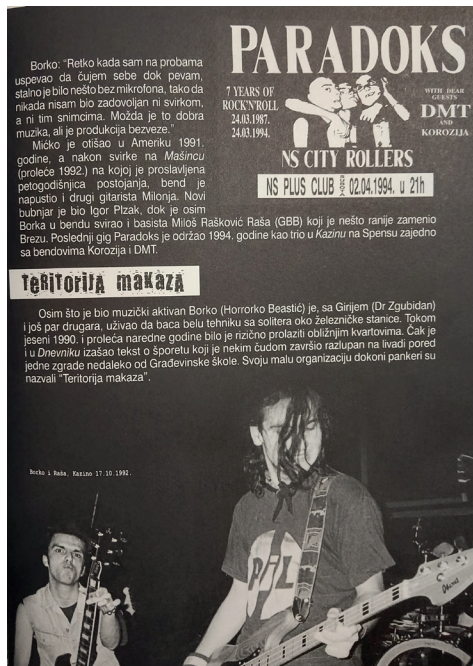 PARADOKS
7 YEARS OF
ROCK'N'ROLL
24.03.1987.
24.03.1994.
WITH DEAR
GUESTS
DMT
AND
KOROZIJA
NS CITY ROLLERS
NS PLUS CLUB 02.04.1994. u 21h
Borko: “Retko kada sam na probama
uspevao da čujem sebe dok pevam,
stalno je bilo nešto bez mikrofona, tako da
nikada nisam bio zadovoljan ni svirkom,
a ni tim snimcima. Možda je to dobra
muzika, ali je produkcija bezveze.”
Mićko je otišao u Ameriku 1991.
godine, a nakon svirke na Mašincu
(proleće 1992.) na kojoj je proslavljena
petogodišnjica postojanja, bend je
napustio i drugi gitarista Milonja. Novi
bubnjar je bio Igor Plzak, dok je osim
Borka u bendu svirao i basista Miloš Rašković Raša (GBB) koji je nešto ranije zamenio
Brezu. Poslednji gig Paradoks je održao 1994. godine kao trio u Kazinu na Spensu zajedno
sa bendovima Korozija i DMT.
Teritorija makaza
Osim što je bio muzički aktivan Borko (Horrorko Beastić) je, sa Girijem (Dr Zgubidan)
i još par drugara, uživao da baca belu tehniku sa solitera oko železničke stanice. Tokom
jeseni 1990. i proleća naredne godine bilo je rizično prolaziti obližnjim kvartovima. Čak je
i u Dnevniku izašao tekst o šporetu koji je nekim čudom završio razlupan na livadi pored
jedne zgrade nedaleko od Građevinske škole. Svoju malu organizaciju dokoni pankeri su
nazvali “Teritorija makaza”.
Borko i Raša, Kazino 17.10.1992.
PiL
Ibanez